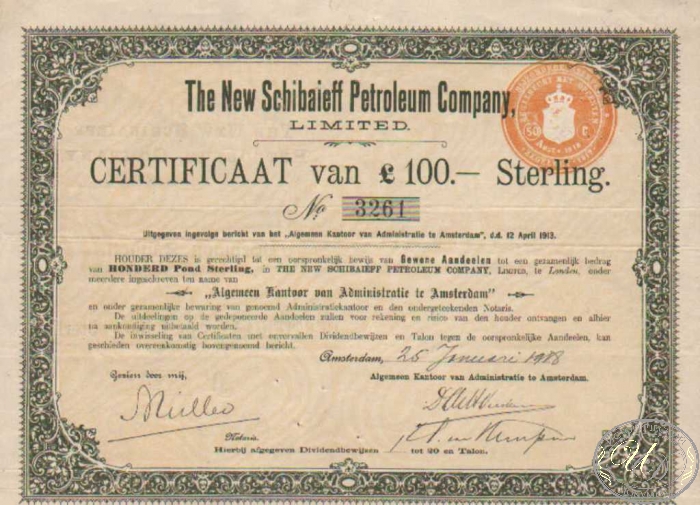 The New Schibaieff Petroleum Company,
LIMITED.
CERTIFICAAT van £ 100.— Sterling.
No 3261
Uitgegeven ingevolge bericht van het „Algemeen Kantoor van Administratie te Amsterdam", d.d. 12 April 1913.
HOUDER DEZES is gerechtigd tot een oorspronkelijk bewijs van Gewone Aandeelen tot een gezamenlijk bedrag
van HONDERD Pond Sterling, in THE NEW SCHIBAIEFF PETROLEUM COMPANY, LIMITED, te Londen, onder
meerdere ingeschreven ten name van
„Algemeen Kantoor van Administratie te Amsterdam"
en onder gezamenlijke bewaring van genoemd Administratiekantoor en den ondergeteekenden Notaris.
De uitdeelingen op de gedeponeerde Aandeelen zullen voor rekening en risico van den houder ontvangen en alhier
na aankondiging uitbetaald worden.
De inwisseling van Certificaten met onvervallen Dividendbewijzen en Talon tegen de oorspronkelijke Aandeelen, kan
geschieden overeenkomstig bovengenoemd bericht.
Amsterdam, 25 Januari 1918
Gezien door mij,
Algemeen Kantoor van Administratie te Amsterdam.
Notaris.
Hierbij afgegeven Dividendbewijzen tot 20 en Talon.
50 C.